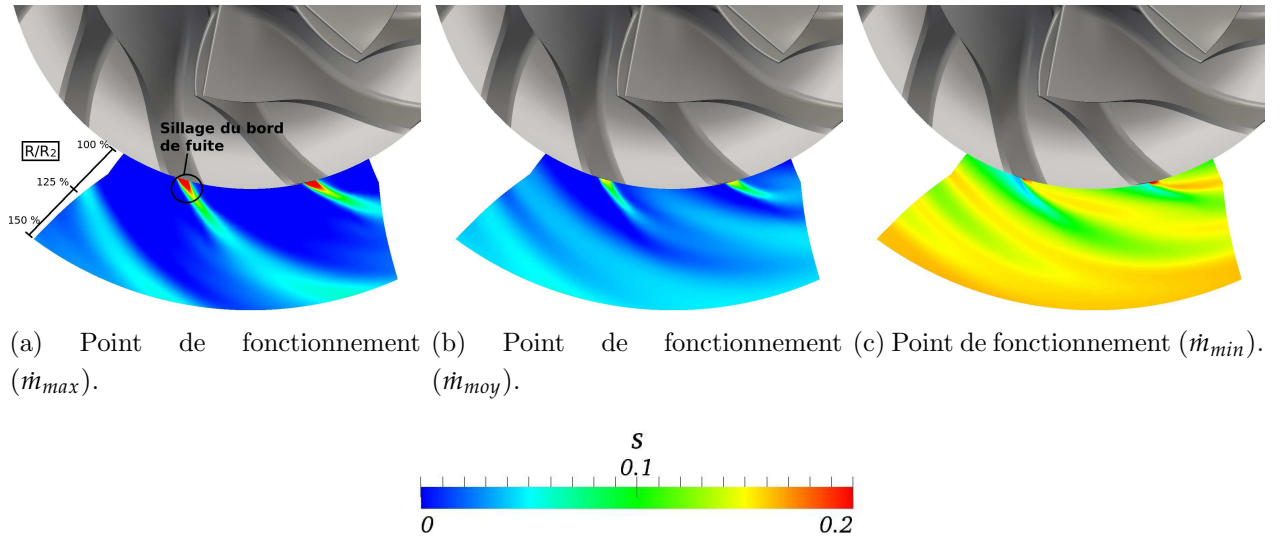 Sillage du bord
de fuite
R/R₂
100 %
125 %
150 %
(a) Point de fonctionnement
(ṁmax).
(b) Point de fonctionnement
(ṁmoy).
(c) Point de fonctionnement (ṁmin).
s
0.1
0 0.2